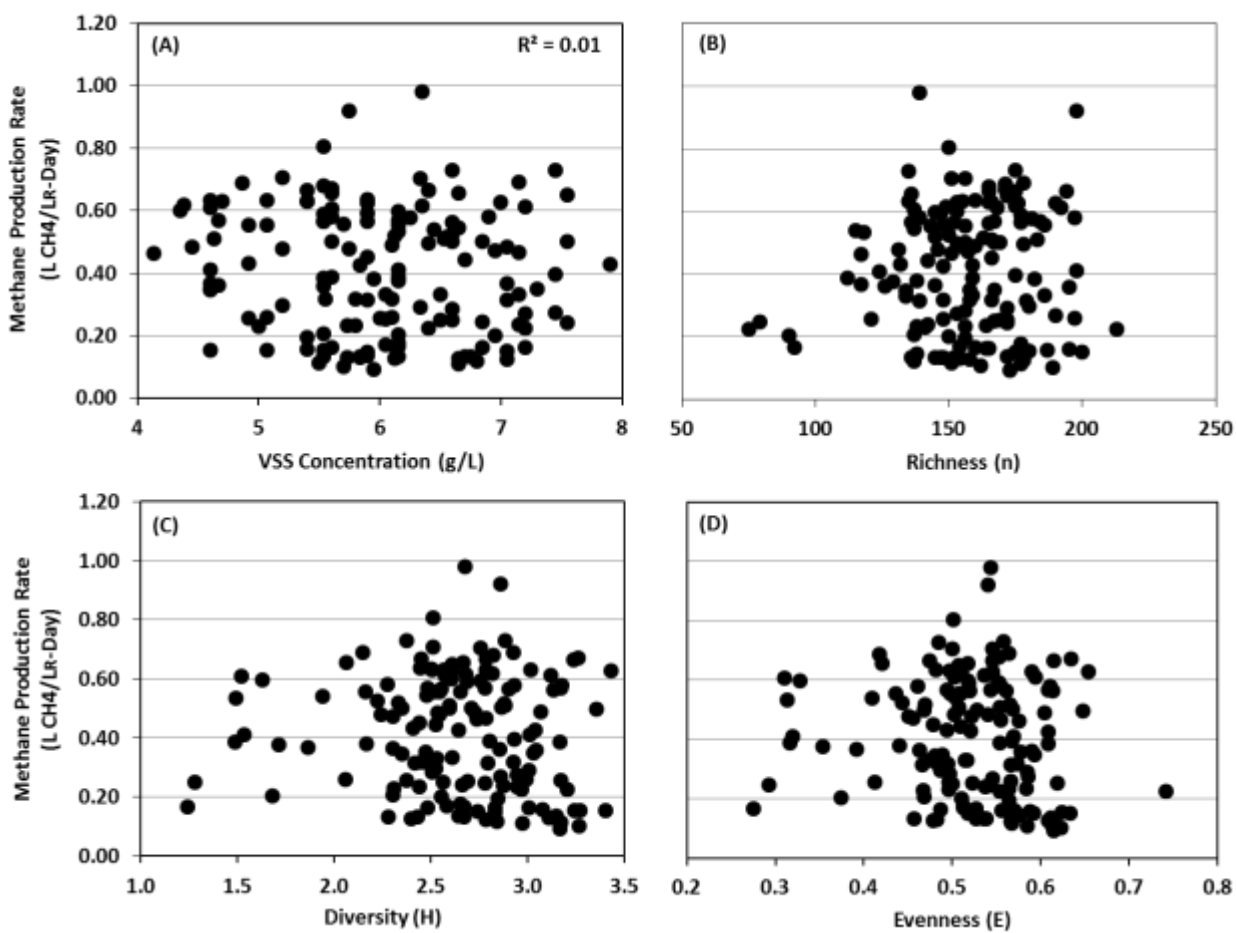 (A)
R² = 0.01
Methane Production Rate
(L CH4/LR-Day)
1.20
1.00
0.80
0.60
0.40
0.20
0.00
4
5
6
7
8
VSS Concentration (g/L)
(B)
50
100
150
200
250
Richness (n)
(C)
Methane Production Rate
(L CH4/LR-Day)
1.20
1.00
0.80
0.60
0.40
0.20
0.00
1.0
1.5
2.0
2.5
3.0
3.5
Diversity (H)
(D)
0.2
0.3
0.4
0.5
0.6
0.7
0.8
Evenness (E)